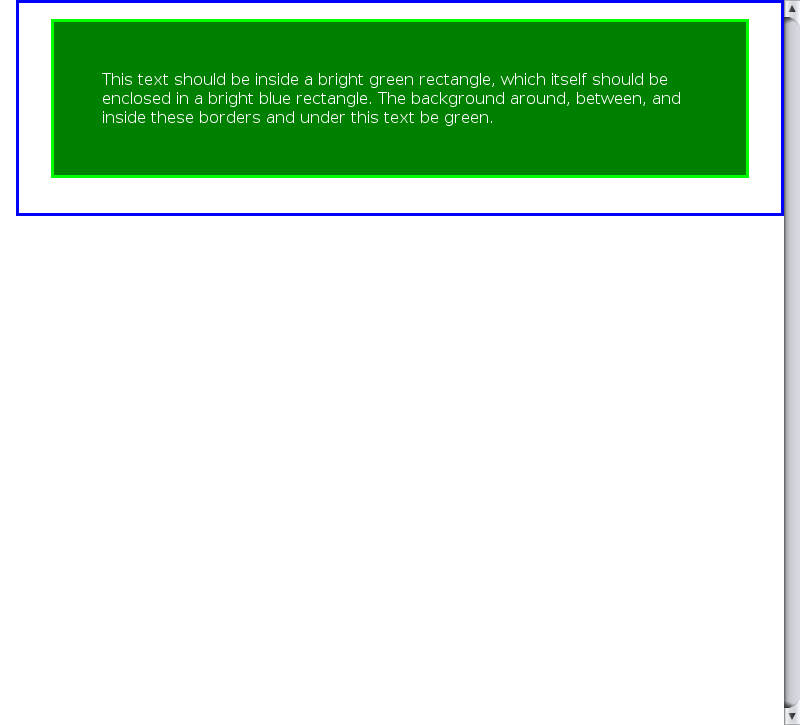 This text should be inside a bright green rectangle, which itself should be
enclosed in a bright blue rectangle. The background around, between, and
inside these borders and under this text be green.